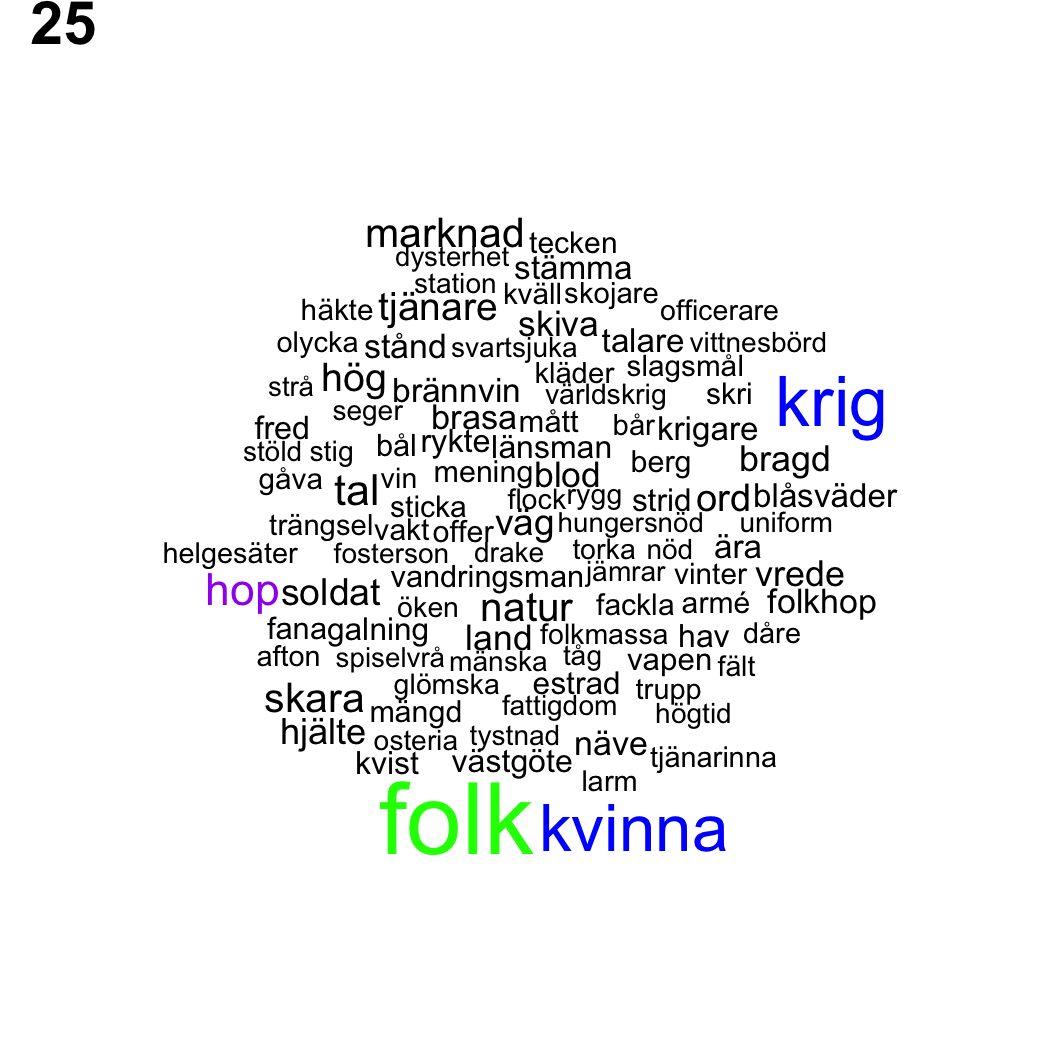 25
marknad tecken
dysterhet stämma
station kväll skojare
häkte tjänare officerare
skiva
olycka stånd svartsjuka talare vittnesbörd
kläder slagsmål
strå hög brännvin världskrig skri krig
seger brasa mått bår krigare
fred
stöld stig bål rykte länsman berg bragd
gåva vin mening blod
tal sticka flock rygg strid ord blåsväder
trängsel vakt offer väg hungersnöd uniform
helgesäter fosterson drake torka nöd ära
hop soldat vandringsman jämrar vinter vrede
öken natur fackla armé folkhop
fanagalning land folkmassa hav dåre
afton spiselvrå mänska tåg vapen fält
skara glömska estrad trupp
mängd fattigdom högtid
hjälte osteria tystnad näve tjänarinna
kvist västgöte
larm
folk kvinna